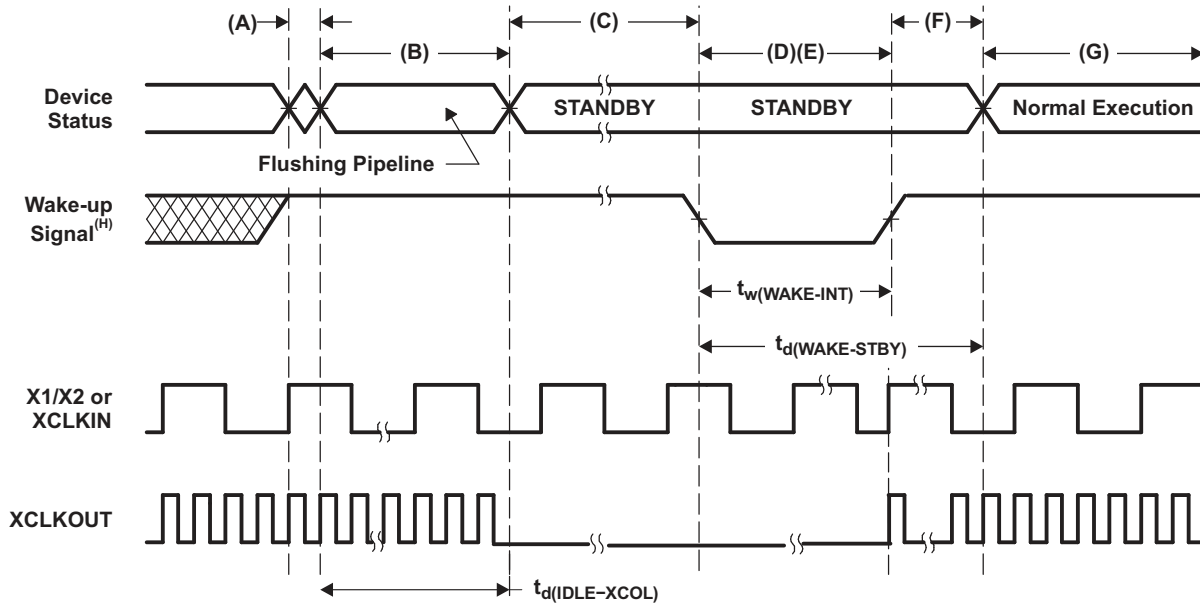 (A)
(C)
(F)
(B)
(D)(E)
(G)
Device
Status
STANDBY
STANDBY
Normal Execution
Flushing Pipeline
Wake-up
Signal(H)
tw(WAKE-INT)
td(WAKE-STBY)
X1/X2 or
XCLKIN
XCLKOUT
td(IDLE−XCOL)